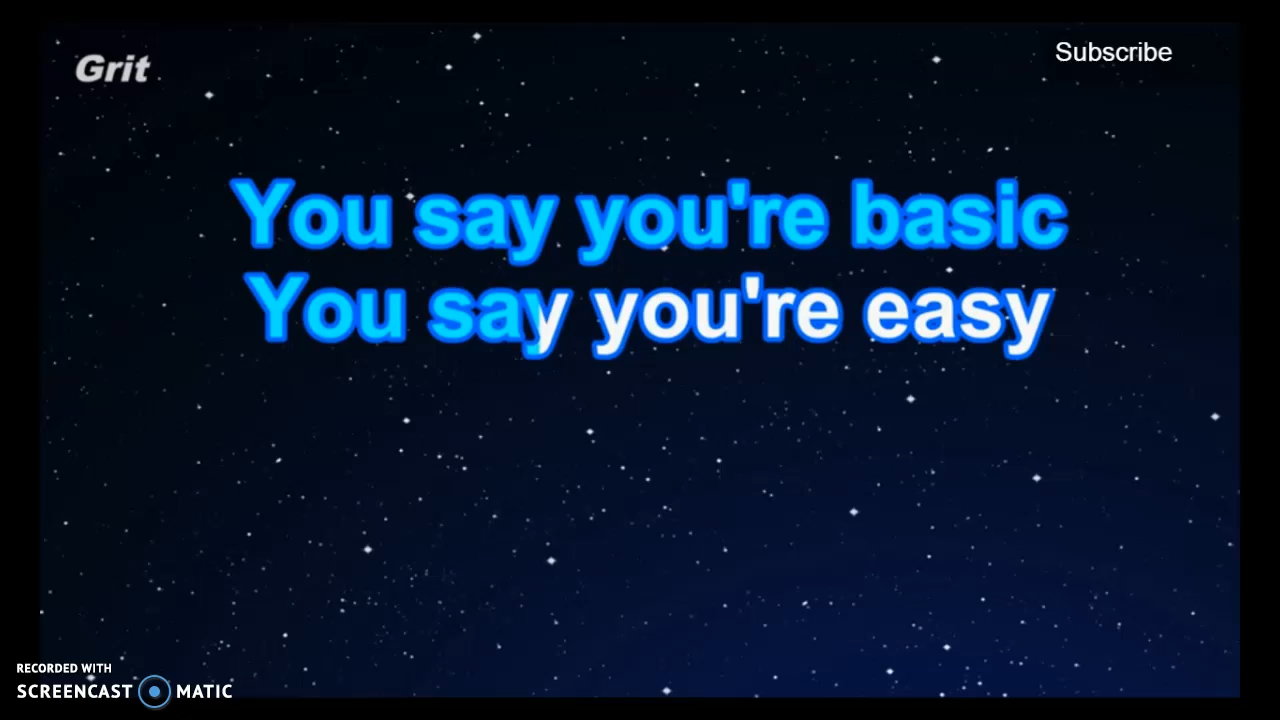 Grit
Subscribe
You say you're basic
You say you're easy
RECORDED WITH
SCREENCAST MATIC